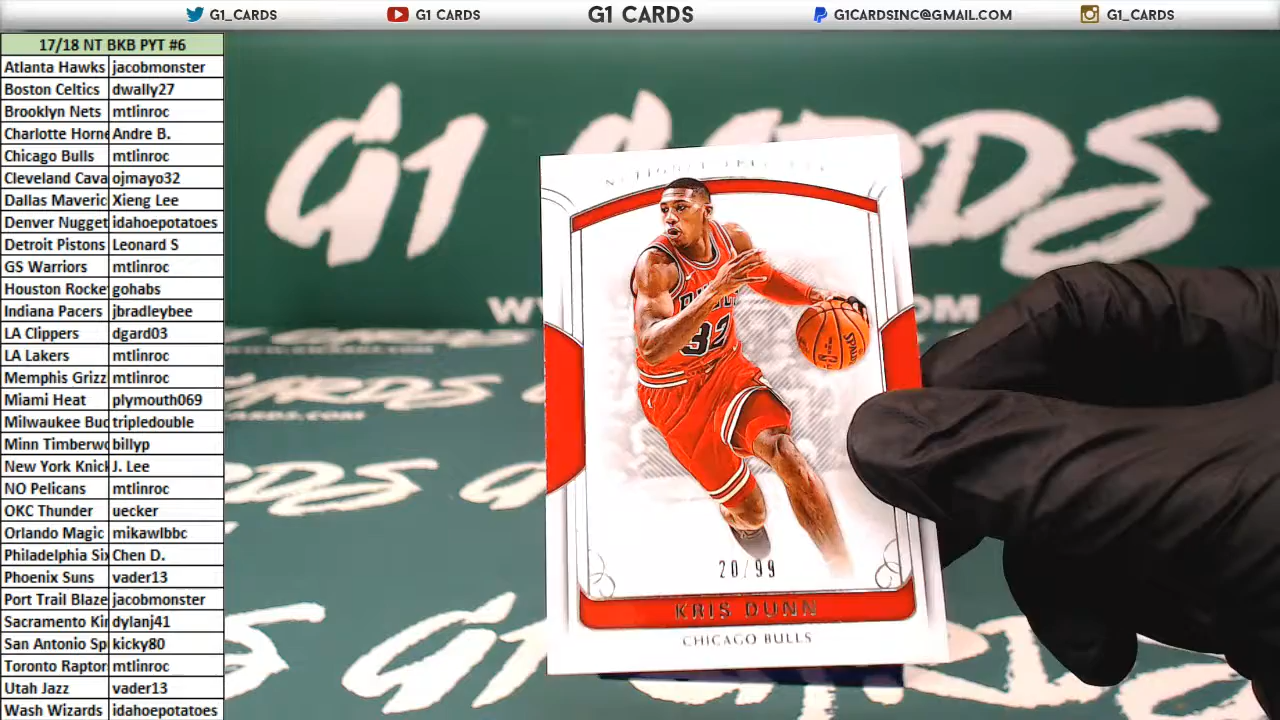 G1_CARDS
G1 CARDS
G1 CARDS
G1CARDSINC@GMAIL.COM
G1_CARDS
17/18 NT BKB PYT #6
Atlanta Hawks jacobmonster
Boston Celtics dwally27
Brooklyn Nets mtlinroc
Charlotte Horne Andre B.
Chicago Bulls mtlinroc
Cleveland Cava ojmayo32
Dallas Maveric Xieng Lee
Denver Nugget idahoepotatoes
Detroit Pistons Leonard S
GS Warriors mtlinroc
Houston Rocke gohabs
Indiana Pacers jbradleybee
LA Clippers dgard03
LA Lakers mtlinroc
Memphis Grizz mtlinroc
Miami Heat plymouth069
Milwaukee Buc tripledouble
Minn Timberwo billyp
New York Knick J. Lee
NO Pelicans mtlinroc
OKC Thunder uecker
Orlando Magic mikawlbbc
Philadelphia Six Chen D.
Phoenix Suns vader13
Port Trail Blaze jacobmonster
Sacramento Kin dylanj41
San Antonio Sp kicky80
Toronto Raptor mtlinroc
Utah Jazz vader13
Wash Wizards idahoepotatoes
G1 CARDS
32
SPALDING
20/99
KRIS DUNN
CHICAGO BULLS